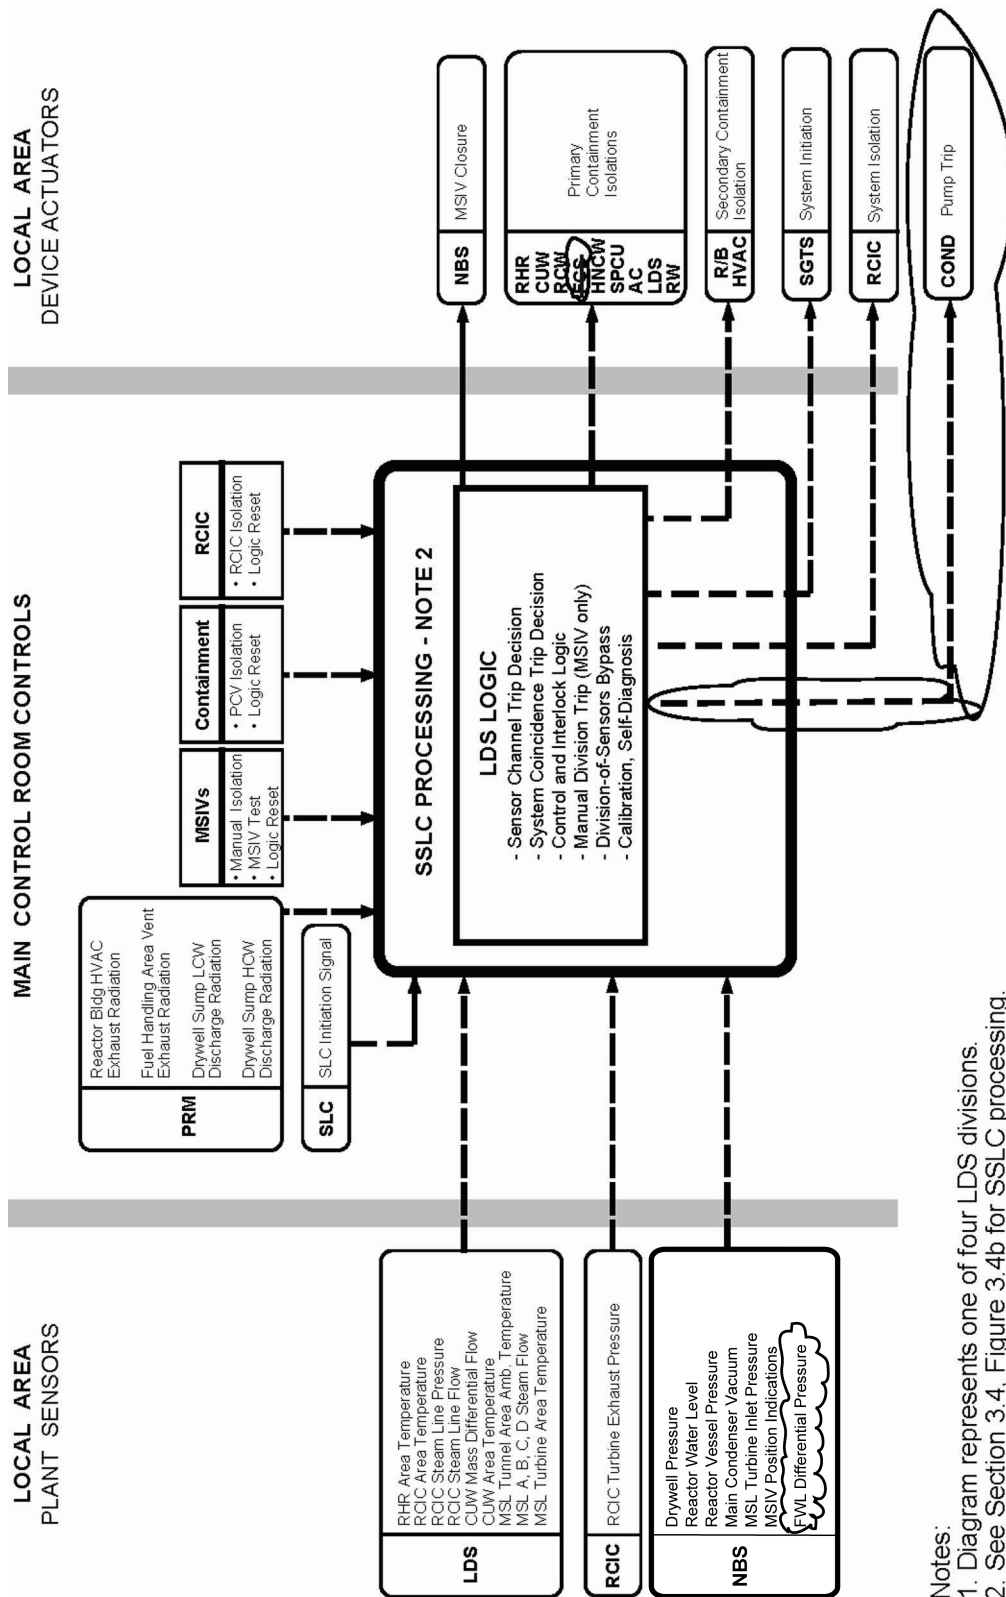 LOCAL AREA
PLANT SENSORS
LDS
RHR Area Temperature
RCIC Area Temperature
RCIC Steam Line Pressure
RCIC Steam Line Flow
CUW Mass Differential Flow
CUW Area Temperature
MSL Tunnel Area Amb. Temperature
MSL A, B, C, D Steam Flow
MSL Turbine Area Temperature
RCIC
RCIC Turbine Exhaust Pressure
NBS
Drywell Pressure
Reactor Water Level
Reactor Vessel Pressure
Main Condenser Vacuum
MSL Turbine Inlet Pressure
MSIV Position Indications
FWL Differential Pressure
MAIN CONTROL ROOM CONTROLS
PRM
Reactor Bldg HVAC
Exhaust Radiation
Fuel Handling Area Vent
Exhaust Radiation
Drywell Sump LCW
Discharge Radiation
Drywell Sump HCW
Discharge Radiation
SLC
SLC Initiation Signal
MSIVs
• Manual Isolation
• MSIV Test
• Logic Reset
Containment
• PCV Isolation
• Logic Reset
RCIC
• RCIC Isolation
• Logic Reset
SSLC PROCESSING - NOTE 2
LDS LOGIC
- Sensor Channel Trip Decision
- System Coincidence Trip Decision
- Control and Interlock Logic
- Manual Division Trip (MSIV only)
- Division-of-Sensors Bypass
- Calibration, Self-Diagnosis
LOCAL AREA
DEVICE ACTUATORS
NBS
MSIV Closure
RHR
CUW
RCW
FCS
HNCW
SPCU
AC
LDS
RW
Primary
Containment
Isolations
R/B
HVAC
Secondary Containment
Isolation
SGTS
System Initiation
RCIC
System Isolation
COND
Pump Trip
Notes:
1. Diagram represents one of four LDS divisions.
2. See Section 3.4, Figure 3.4b for SSLC processing.